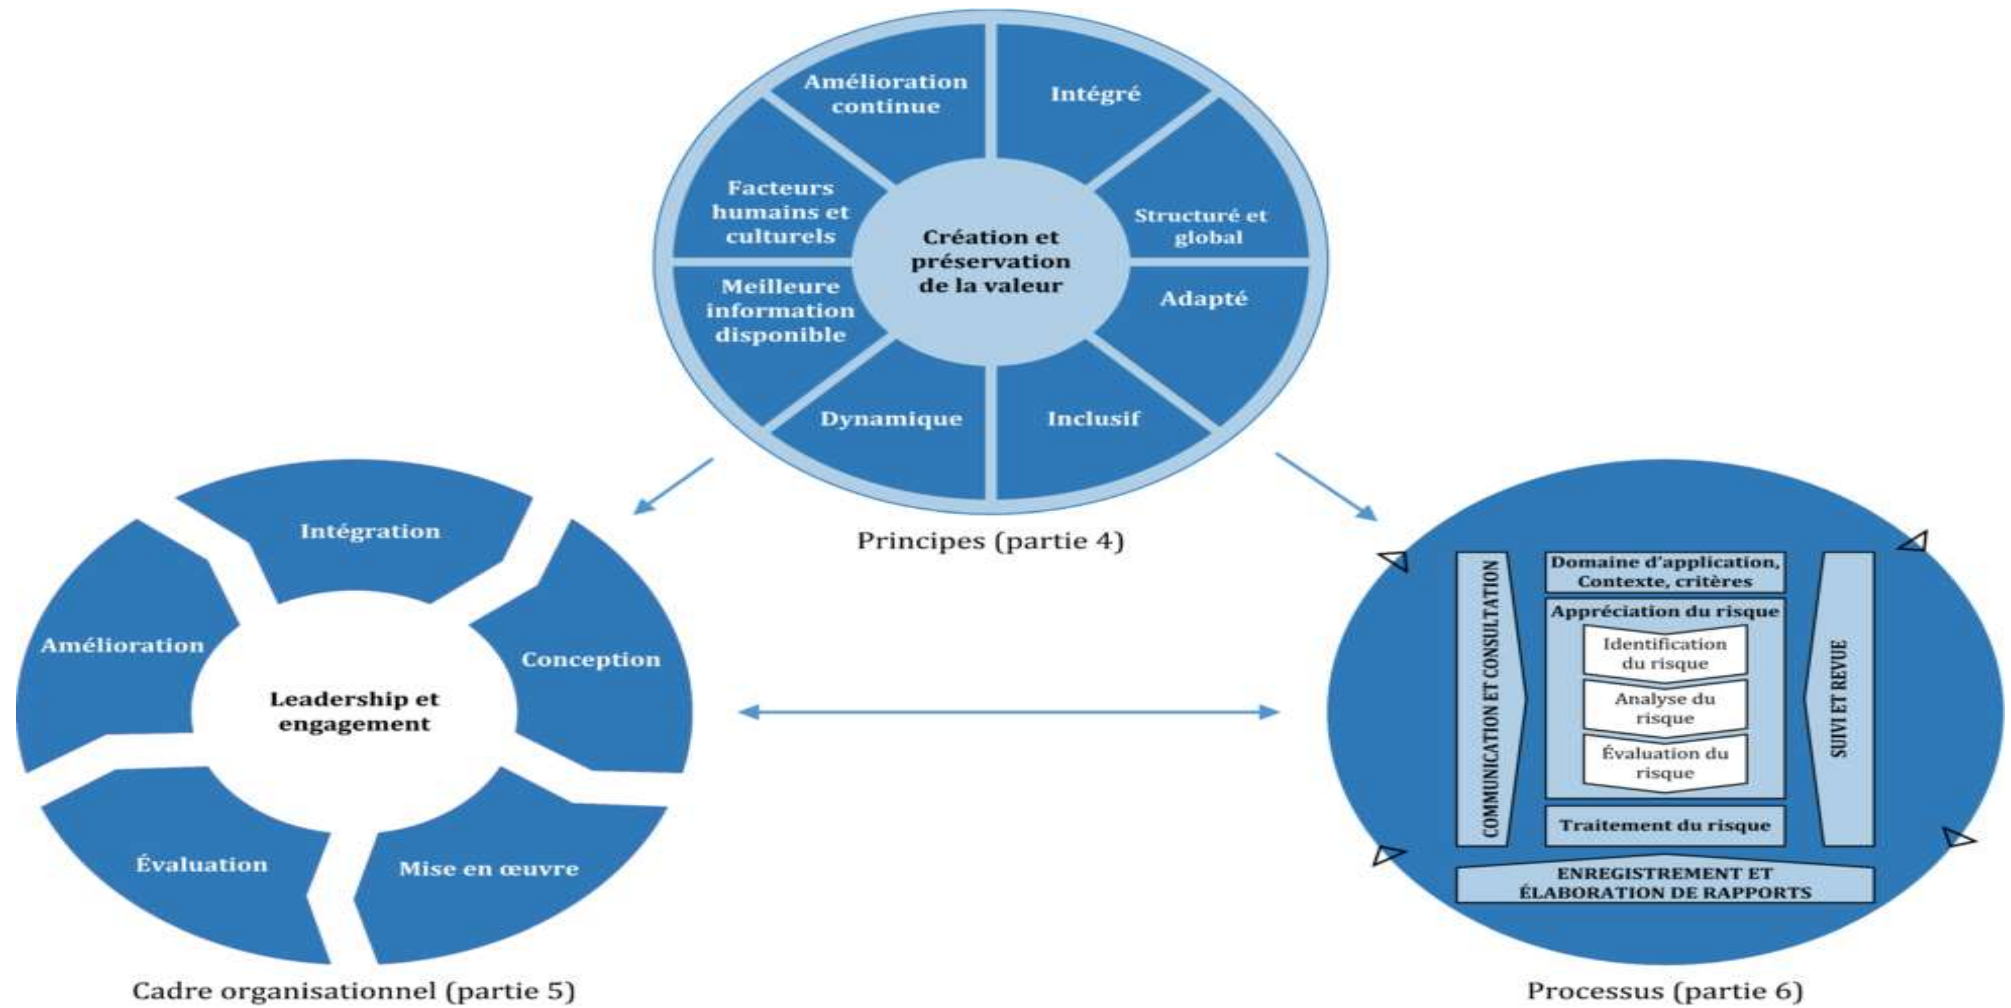 Amélioration
continue
Intégré
Structuré et
global
Adapté
Inclusif
Dynamique
Meilleure
information
disponible
Facteurs
humains et
culturels
Création et
préservation
de la valeur
Principes (partie 4)
Intégration
Conception
Mise en œuvre
Évaluation
Amélioration
Leadership et
engagement
Cadre organisationnel (partie 5)
COMMUNICATION ET CONSULTATION
Domaine d'application,
Contexte, critères
Appréciation du risque
Identification
du risque
Analyse du
risque
Évaluation du
risque
Traitement du risque
SUIVI ET REVUE
ENREGISTREMENT ET
ÉLABORATION DE RAPPORTS
Processus (partie 6)